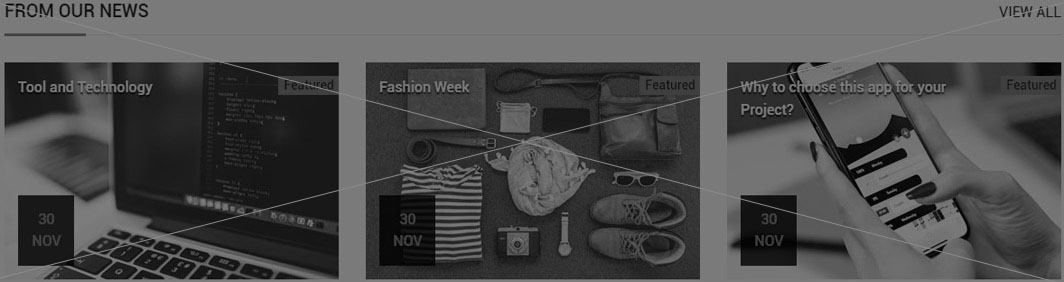 FROM OUR NEWS
VIEW ALL
Tool and Technology
Featured
30
NOV
Fashion Week
Featured
30
NOV
Why to choose this app for your
Project?
Featured
30
NOV